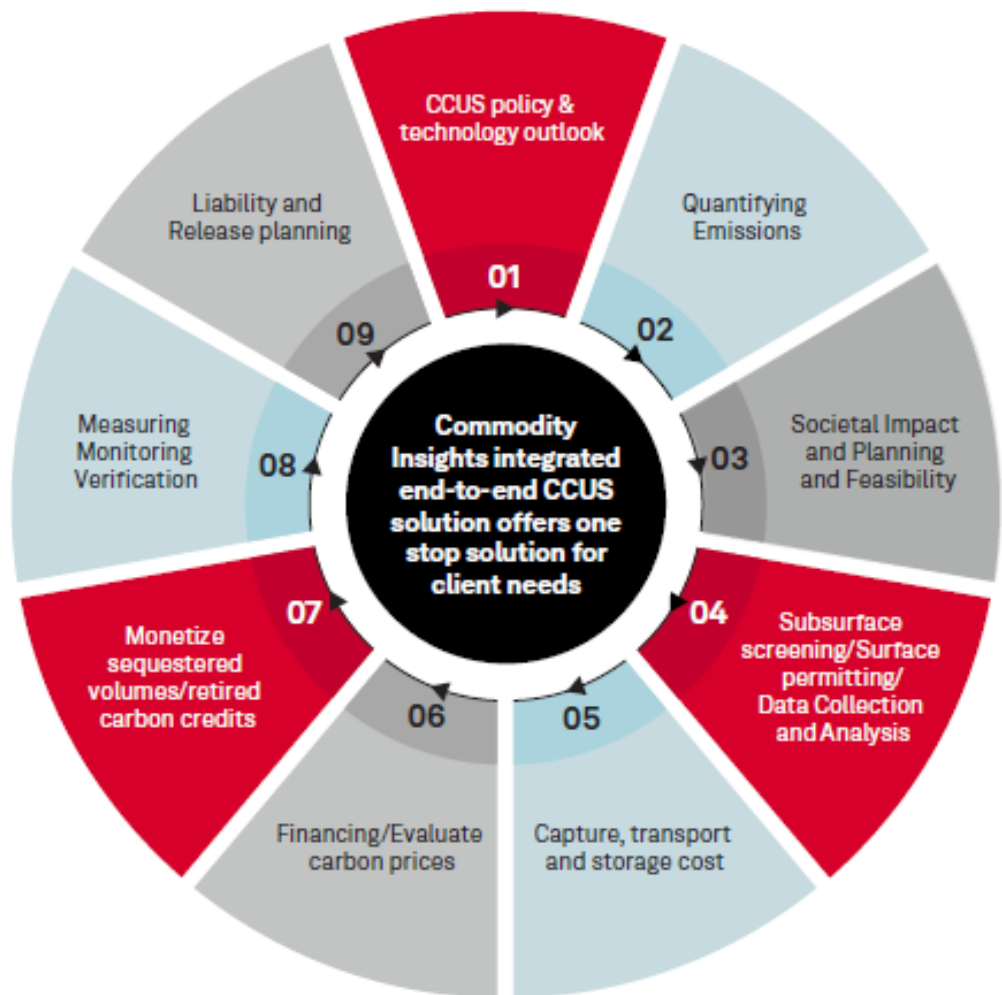 CCUS policy &
technology outlook
01
Quantifying
Emissions
02
Societal Impact
and Planning
and Feasibility
03
Subsurface
screening/Surface
permitting/
Data Collection
and Analysis
04
Capture, transport
and storage cost
05
Financing/Evaluate
carbon prices
06
Monetize
sequestered
volumes/retired
carbon credits
07
Measuring
Monitoring
Verification
08
Liability and
Release planning
09
Commodity
Insights integrated
end-to-end CCUS
solution offers one
stop solution for
client needs